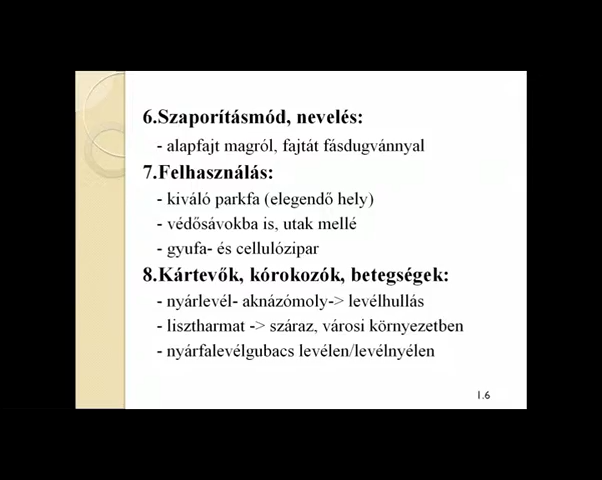 6.Szaporításmód, nevelés:
- alapfajt magról, fajtát fásdugvánnyal
7.Felhasználás:
- kiváló parkfa (elegendő hely)
- védősávokba is, utak mellé
- gyufa- és cellulózipar
8.Kártevők, kórokozók, betegségek:
- nyárlevél- aknázómoly-> levélhullás
- lisztharmat -> száraz, városi környezetben
- nyárfalevélgubacs levélen/levélnyélen
1.6